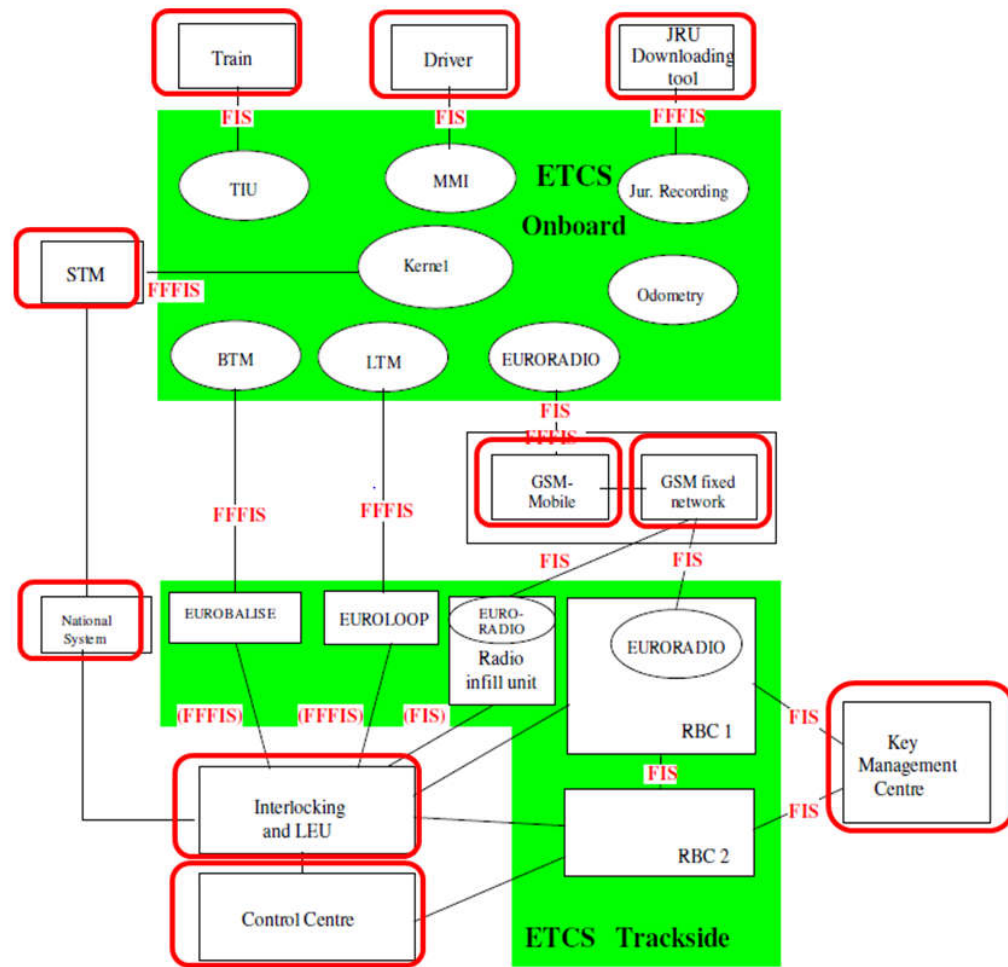 Train
Driver
JRU
Downloading
tool
FIS
FIS
FFFIS
TIU
MMI
ETCS
Jur. Recording
Onboard
STM
Kernel
FFFIS
Odometry
BTM
LTM
EURORADIO
FIS
FFFIS
GSM-
Mobile
GSM fixed
network
FFFIS
FFFIS
FIS
FIS
National
System
EUROBALISE
EUROLOOP
EURO-
RADIO
Radio
infill unit
EURORADIO
(FFFIS)
(FFFIS)
(FIS)
RBC 1
FIS
Key
Management
Centre
FIS
FIS
Interlocking
and LEU
RBC 2
Control Centre
ETCS Trackside